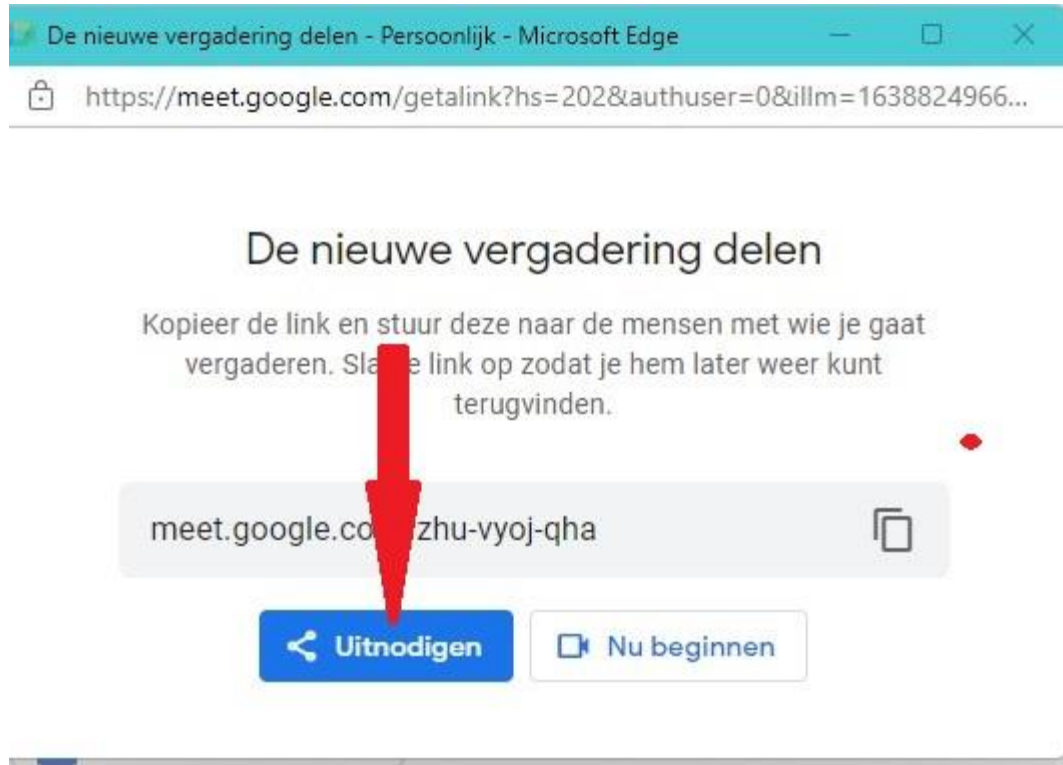 De nieuwe vergadering delen - Persoonlijk - Microsoft Edge
https://meet.google.com/getalink?hs=202&authuser=0&illm=1638824966...
De nieuwe vergadering delen
Kopieer de link en stuur deze naar de mensen met wie je gaat
vergaderen. link op zodat je hem later weer kunt
terugvinden.
meet.google.co zhu-vyoj-qha
Uitnodigen
Nu beginnen